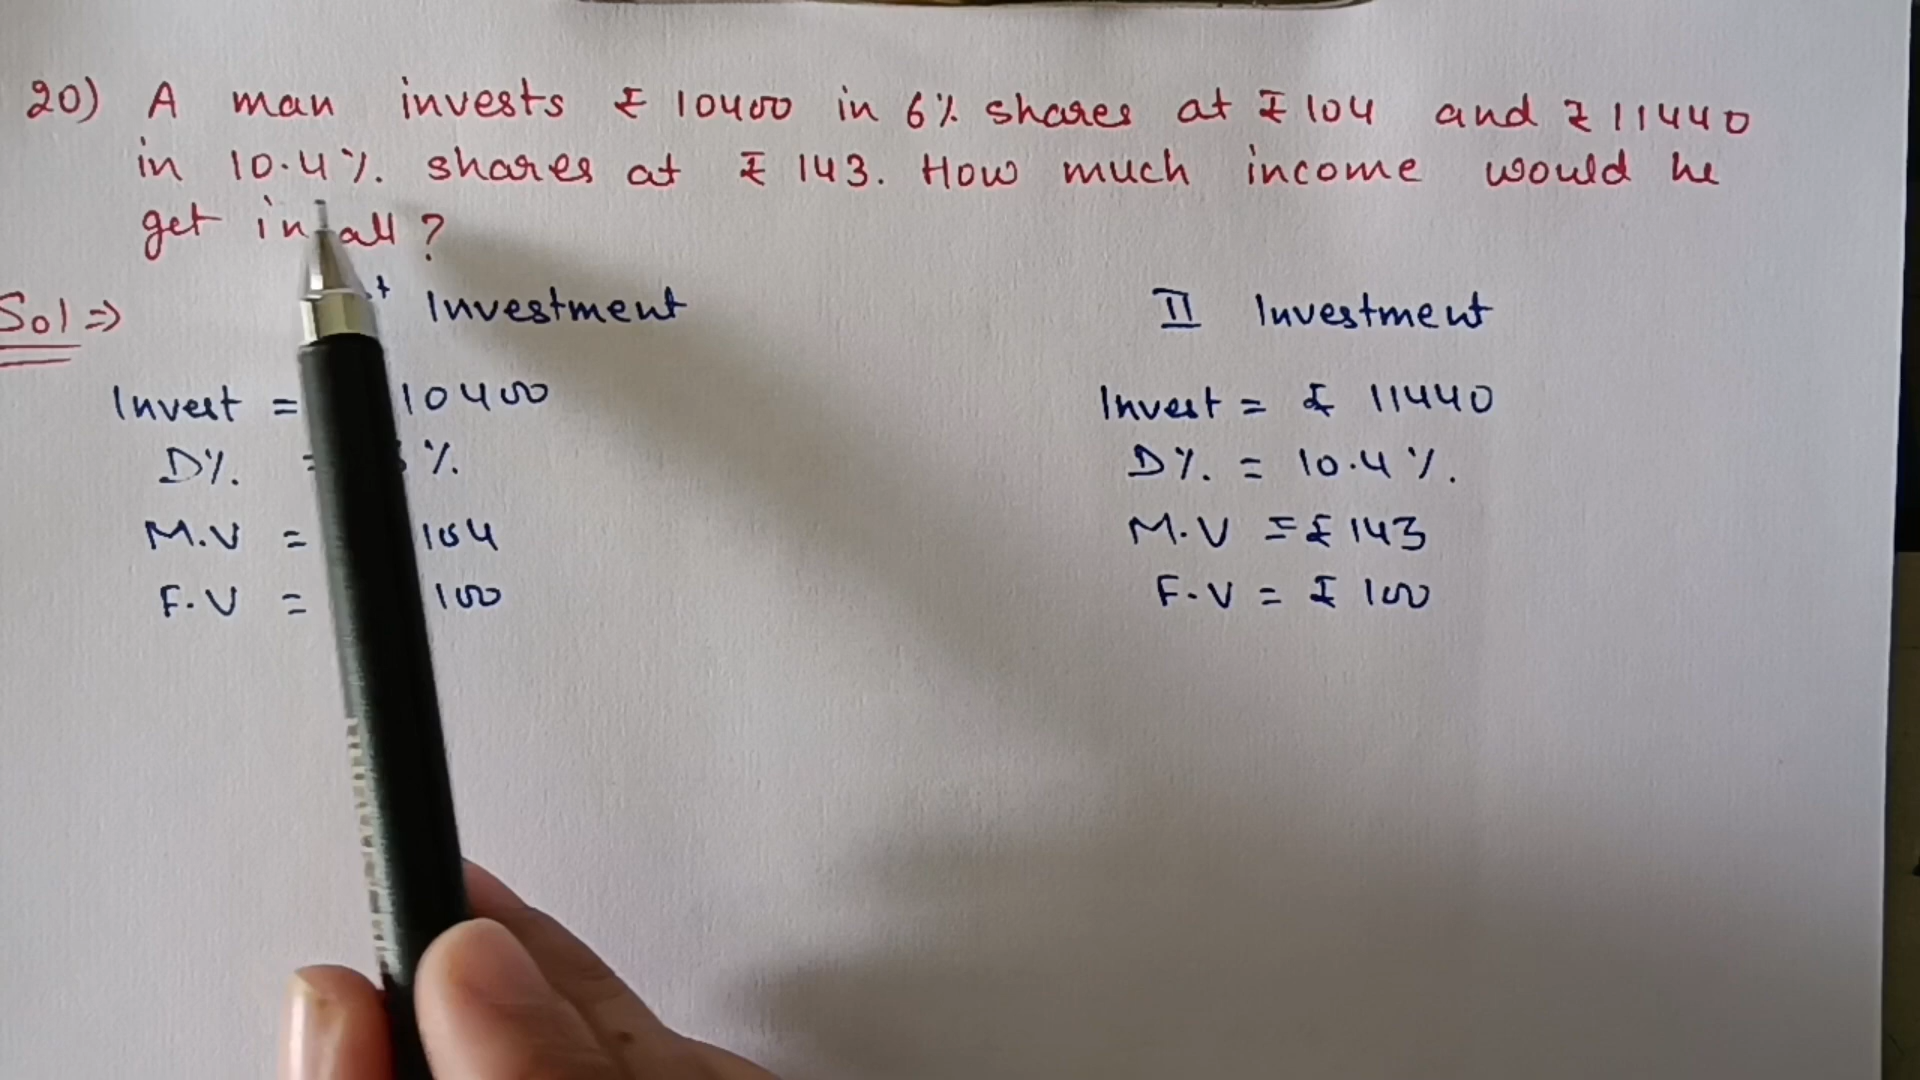 20) A man invests ₹ 10400 in 6% shares at ₹ 104 and ₹ 11440
in 10.4% shares at ₹ 143. How much income would he
get in all?
Sol ⇒ Investment II Investment
Invest = 10400 Invest = ₹ 11440
D% = % D% = 10.4%
M.V = 104 M.V = ₹ 143
F.V = 100 F.V = ₹ 100